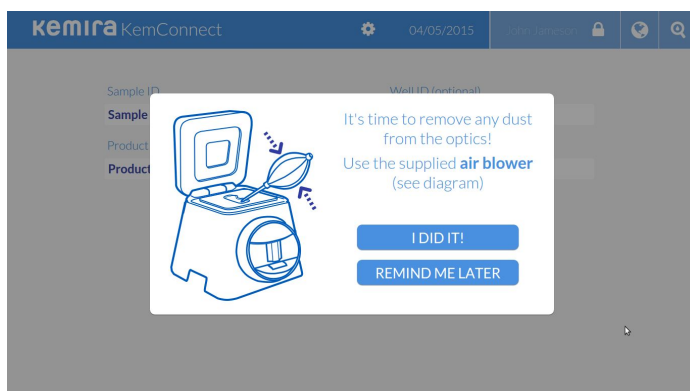 kemira KemConnect
04/05/2015
John Jameson
Sample ID
Well ID (optional)
Sample
Product
Product
It's time to remove any dust
from the optics!
Use the supplied air blower
(see diagram)
I DID IT!
REMIND ME LATER